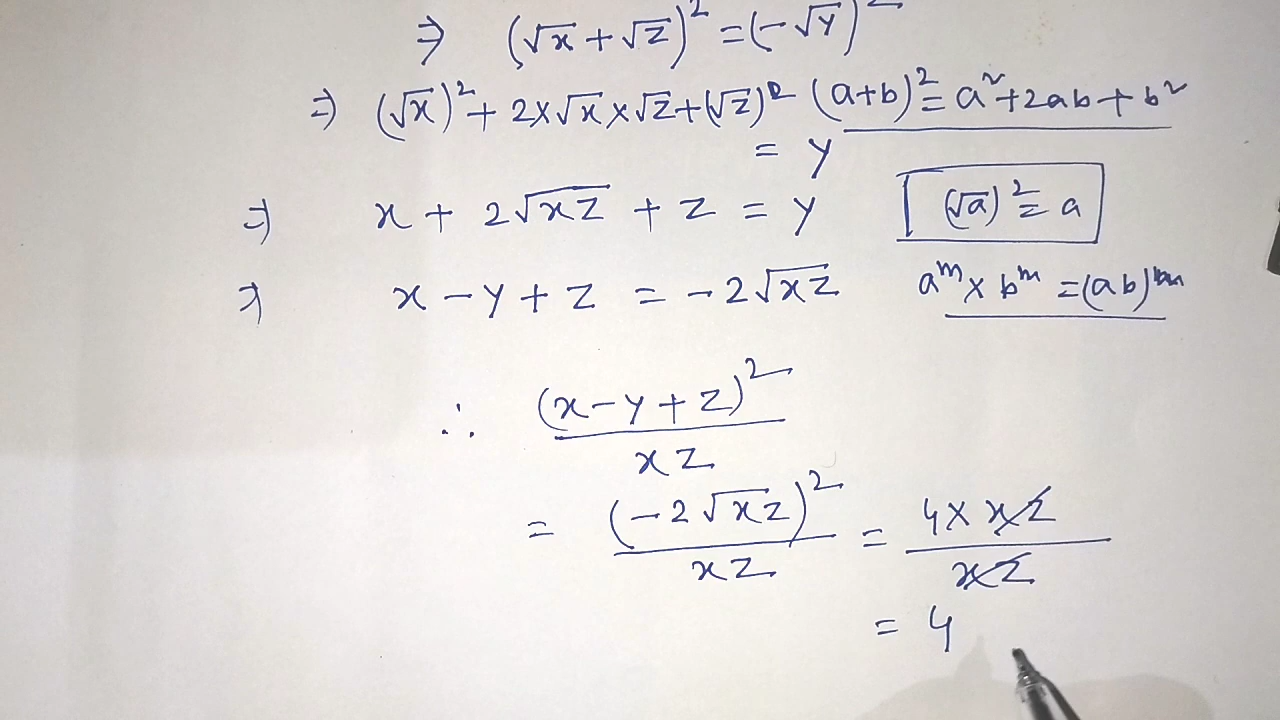 ⇒ (√x + √z)² = (-√y)²
⇒ (√x)² + 2×√x×√z+(√z)² (a+b)² = a²+2ab+b²
= y
⇒ x + 2√xz + z = y (√a)² = a
⇒ x - y + z = -2√xz aᵐ × bᵐ = (ab)ᵐ
∴ (x-y+z)²
xz
= (-2√xz)² = 4× xz
xz xz
= 4